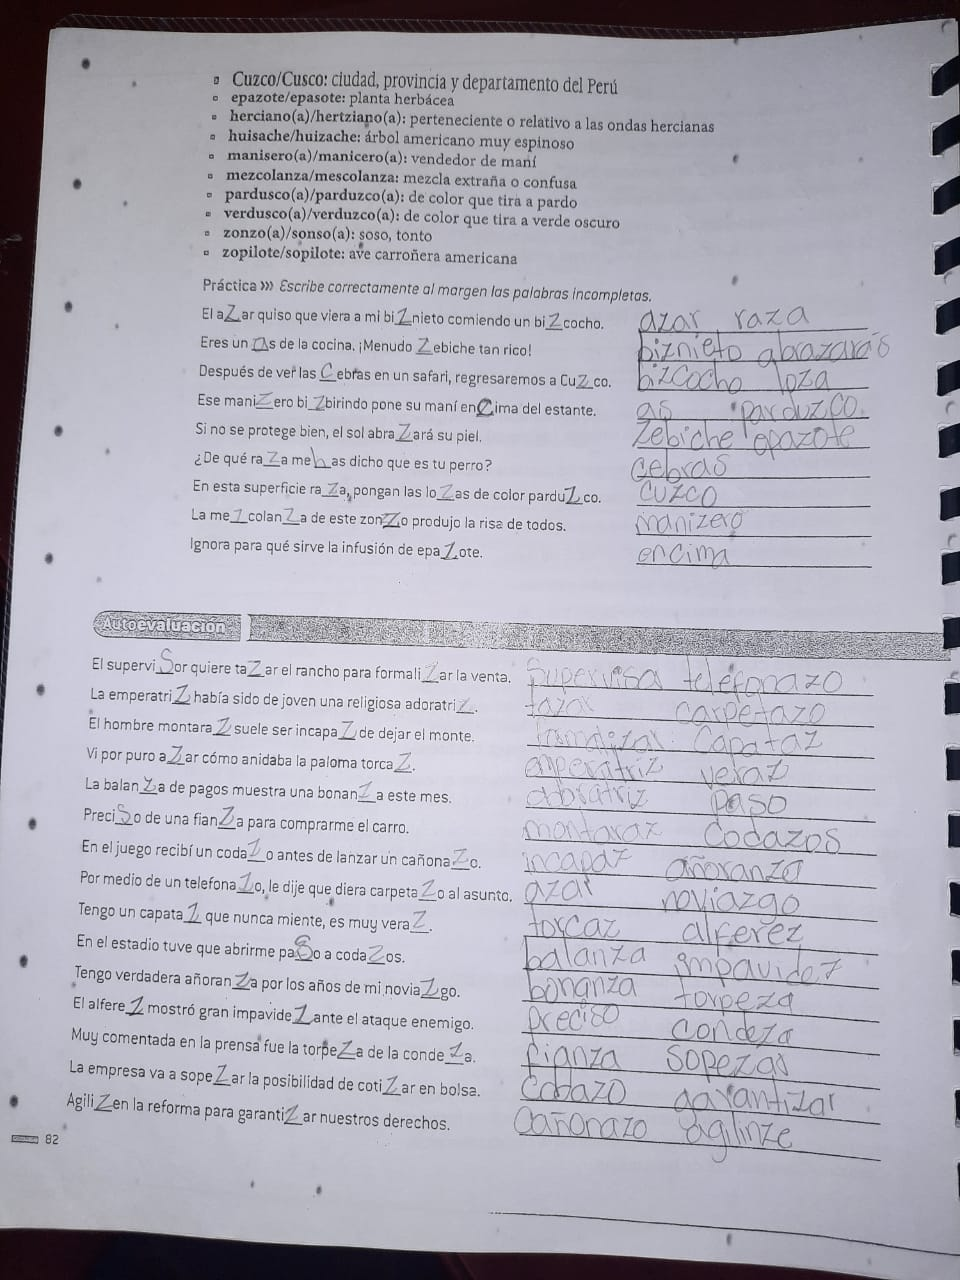 ▫ Cuzco/Cusco: ciudad, provincia y departamento del Perú
▫ epazote/epasote: planta herbácea
▫ herciano(a)/hertziano(a): perteneciente o relativo a las ondas hercianas
▫ huisache/huizache: árbol americano muy espinoso
▫ manisero(a)/manicero(a): vendedor de maní
▫ mezcolanza/mescolanza: mezcla extraña o confusa
▫ pardusco(a)/parduzco(a): de color que tira a pardo
▫ verdusco(a)/verduzco(a): de color que tira a verde oscuro
▫ zonzo(a)/sonso(a): soso, tonto
▫ zopilote/sopilote: ave carroñera americana
Práctica ››› Escribe correctamente al margen las palabras incompletas.
El aZar quiso que viera a mi biZnieto comiendo un biZcocho. azar raza
Eres un as de la cocina. ¡Menudo Zebiche tan rico! biznieto abrazarás
Después de ver las Cebras en un safari, regresaremos a CuZco. bizcocho loza
Ese maniZero biZbirindo pone su maní enCima del estante. as parduzco
Si no se protege bien, el sol abraZará su piel. Zebiche epazote
¿De qué raZa me has dicho que es tu perro? cebras
En esta superficie raZa, pongan las loZas de color parduZco. cuzco
La meZcolanZa de este zonZo produjo la risa de todos. manizero
Ignora para qué sirve la infusión de epaZote. encima
Autoevaluación
El superviSor quiere taZar el rancho para formaliZar la venta. telefonazo
La emperatriZ había sido de joven una religiosa adoratriZ. tazar carpetazo
El hombre montaraZ suele ser incapaZ de dejar el monte. formalizar capataz
Vi por puro aZar cómo anidaba la paloma torcaZ. emperatriz veraz
La balanZa de pagos muestra una bonanZa este mes. paso
PreciSo de una fianZa para comprarme el carro. montaraz codazos
En el juego recibí un codaZo antes de lanzar un cañonaZo. incapaz añoranza
Por medio de un telefonaZo, le dije que diera carpetaZo al asunto. azar noviazgo
Tengo un capataZ que nunca miente, es muy veraZ. torcaz alferez
En el estadio tuve que abrirme paSo a codaZos. balanza impavidez
Tengo verdadera añoranZa por los años de mi noviaZgo. bonanza torpeza
El alfereZ mostró gran impavideZ ante el ataque enemigo. preciso condeza
Muy comentada en la prensa fue la torpeZa de la condeZa. fianza sopezas
La empresa va a sopeZar la posibilidad de cotiZar en bolsa. codazo garantizar
AgiliZen la reforma para garantiZar nuestros derechos. cañonazo agilinze
82